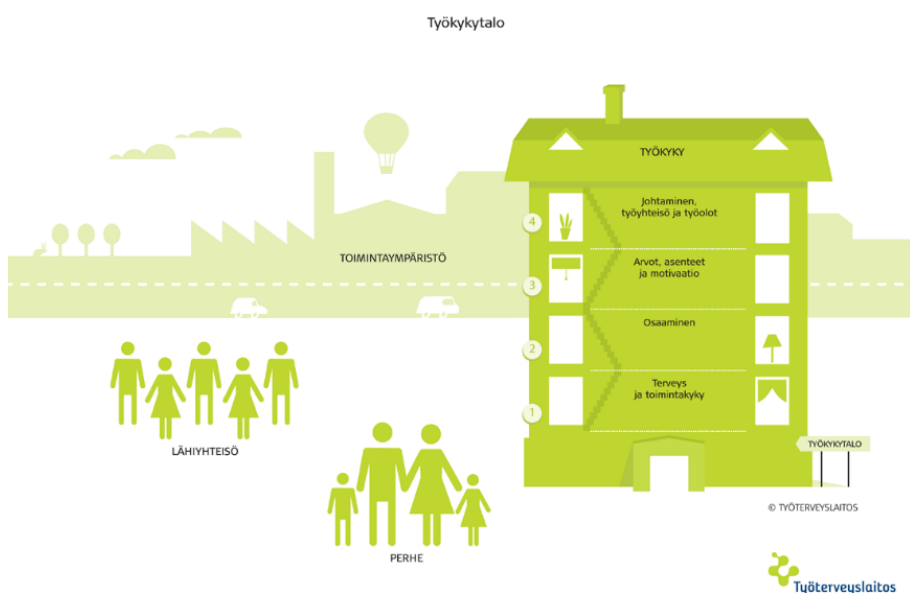 Työkykytalo
TYÖKYKY
4
Johtaminen,
työyhteisö ja työolot
TOIMINTAYMPÄRISTÖ
3
Arvot, asenteet
ja motivaatio
2
Osaaminen
1
Terveys
ja toimintakyky
LÄHIYHTEISÖ
TYÖKYKYTALO
PERHE
© TYÖTERVEYSLAITOS
Työterveyslaitos